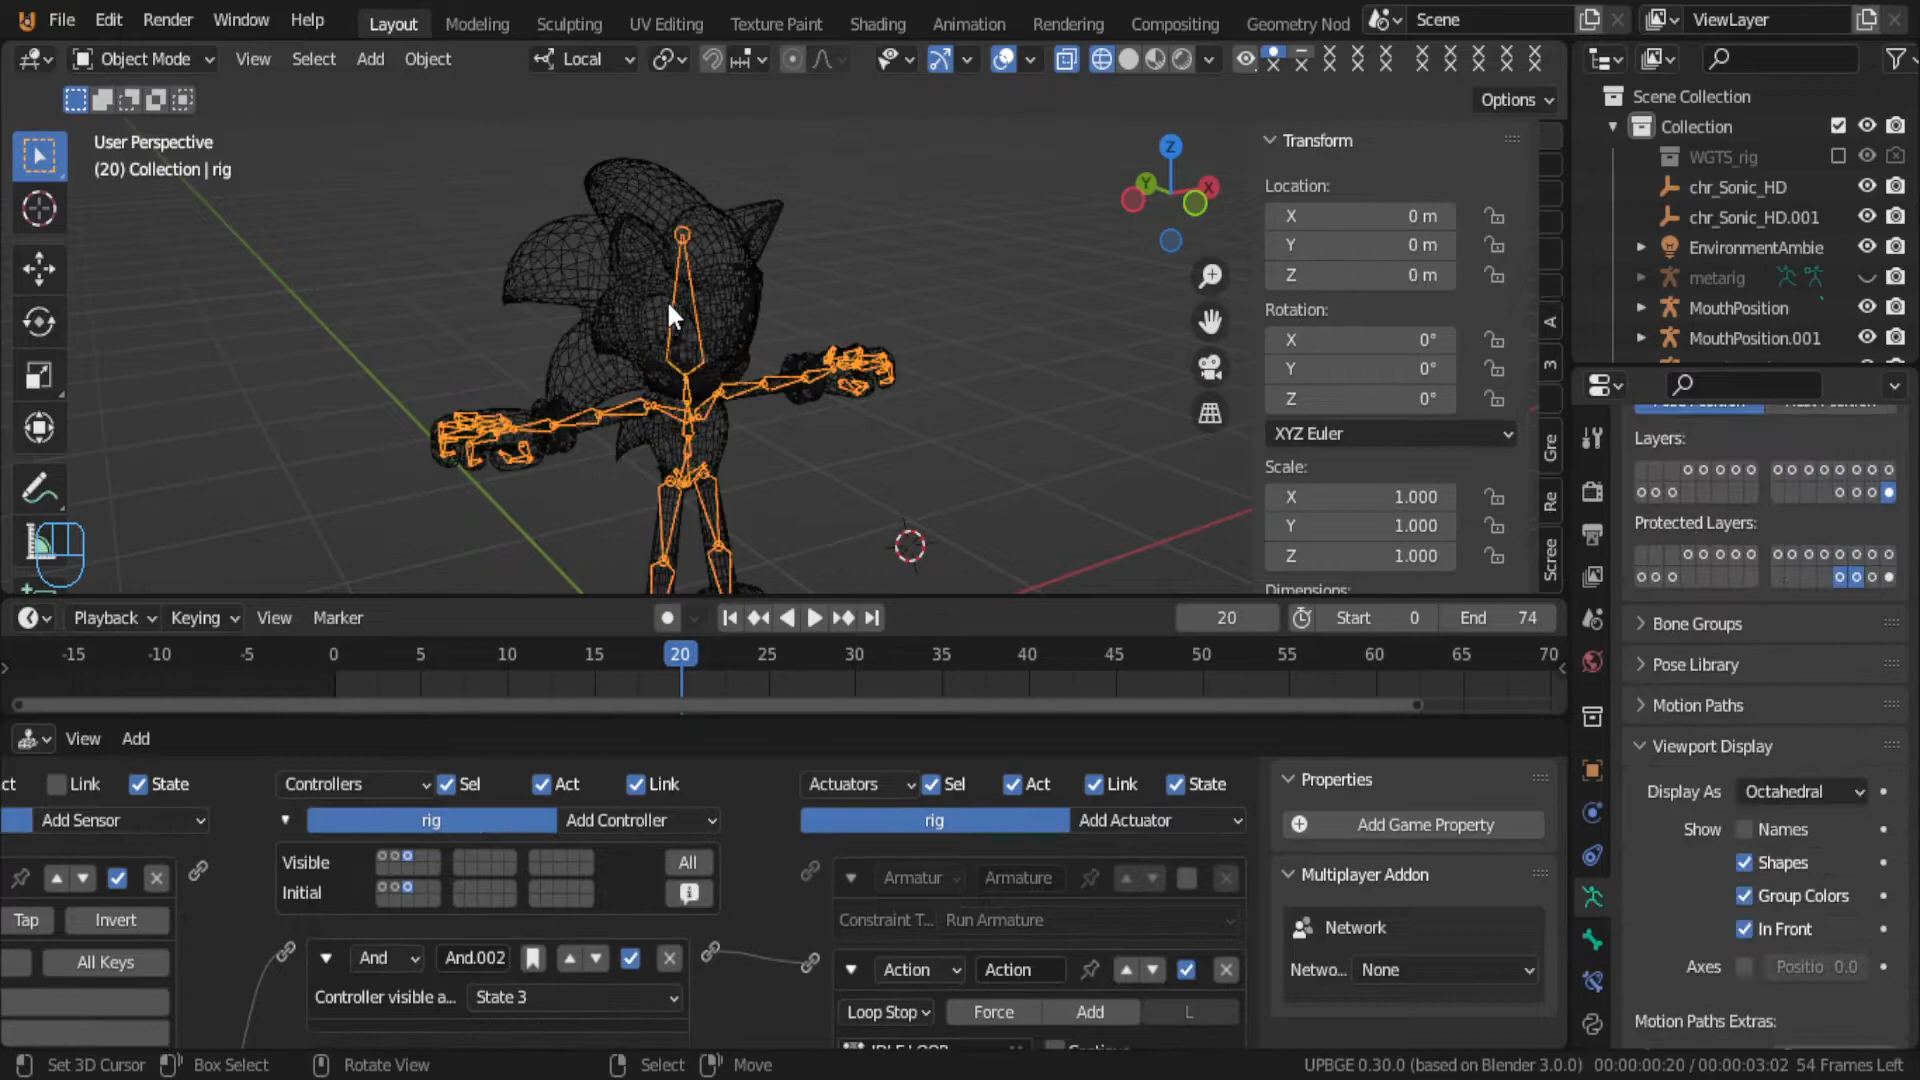 File Edit Render Window Help Layout Modeling Sculpting UV Editing Texture Paint Shading Animation Rendering Compositing Geometry Nod Scene ViewLayer
Object Mode View Select Add Object Local
Options
User Perspective
(20) Collection | rig
Z
Y
X
Transform
Location:
X 0 m
Y 0 m
Z 0 m
Rotation:
X 0°
Y 0°
Z 0°
XYZ Euler
Scale:
X 1.000
Y 1.000
Z 1.000
A
3
Gre
Re
Scree
Scene Collection
Collection
WGTS_rig
chr_Sonic_HD
chr_Sonic_HD.001
EnvironmentAmbie
metarig
MouthPosition
MouthPosition.001
Layers:
Protected Layers:
Bone Groups
Pose Library
Motion Paths
Viewport Display
Display As Octahedral
Show Names
Shapes
Group Colors
In Front
Axes Positio 0.0
Motion Paths Extras:
Playback Keying View Marker 20 Start 0 End 74
-15 -10 -5 0 5 10 15 20 25 30 35 40 45 50 55 60 65 70
View Add
ct Link State Controllers Sel Act Link Actuators Sel Act Link State
Add Sensor rig Add Controller rig Add Actuator
Visible All
Initial
Tap Invert
All Keys
And And.002
Controller visible a... State 3
Armatur Armature
Constraint T... Run Armature
Action Action
Loop Stop Force Add L
Properties
Add Game Property
Multiplayer Addon
Network
Netwo... None
Set 3D Cursor Box Select Rotate View Select Move UPBGE 0.30.0 (based on Blender 3.0.0) 00:00:00:20 / 00:00:03:02 54 Frames Left